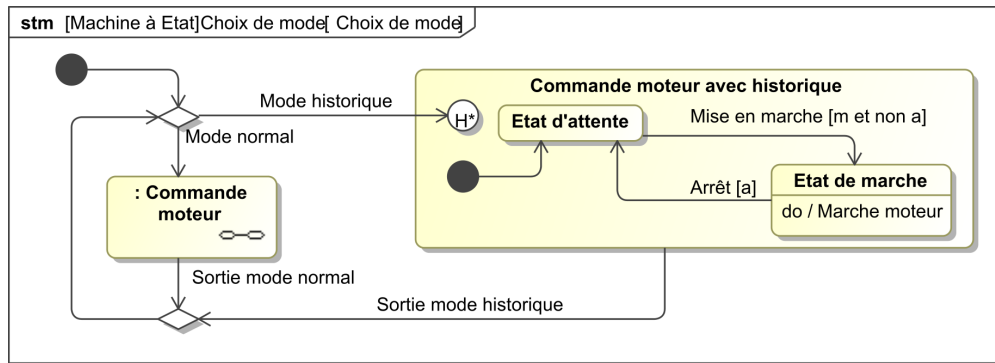 stm [Machine à Etat]Choix de mode[ Choix de mode]
Commande moteur avec historique
Mode historique
H*
Etat d'attente
Mise en marche [m et non a]
Mode normal
: Commande
moteur
Arrêt [a]
Etat de marche
do / Marche moteur
Sortie mode normal
Sortie mode historique